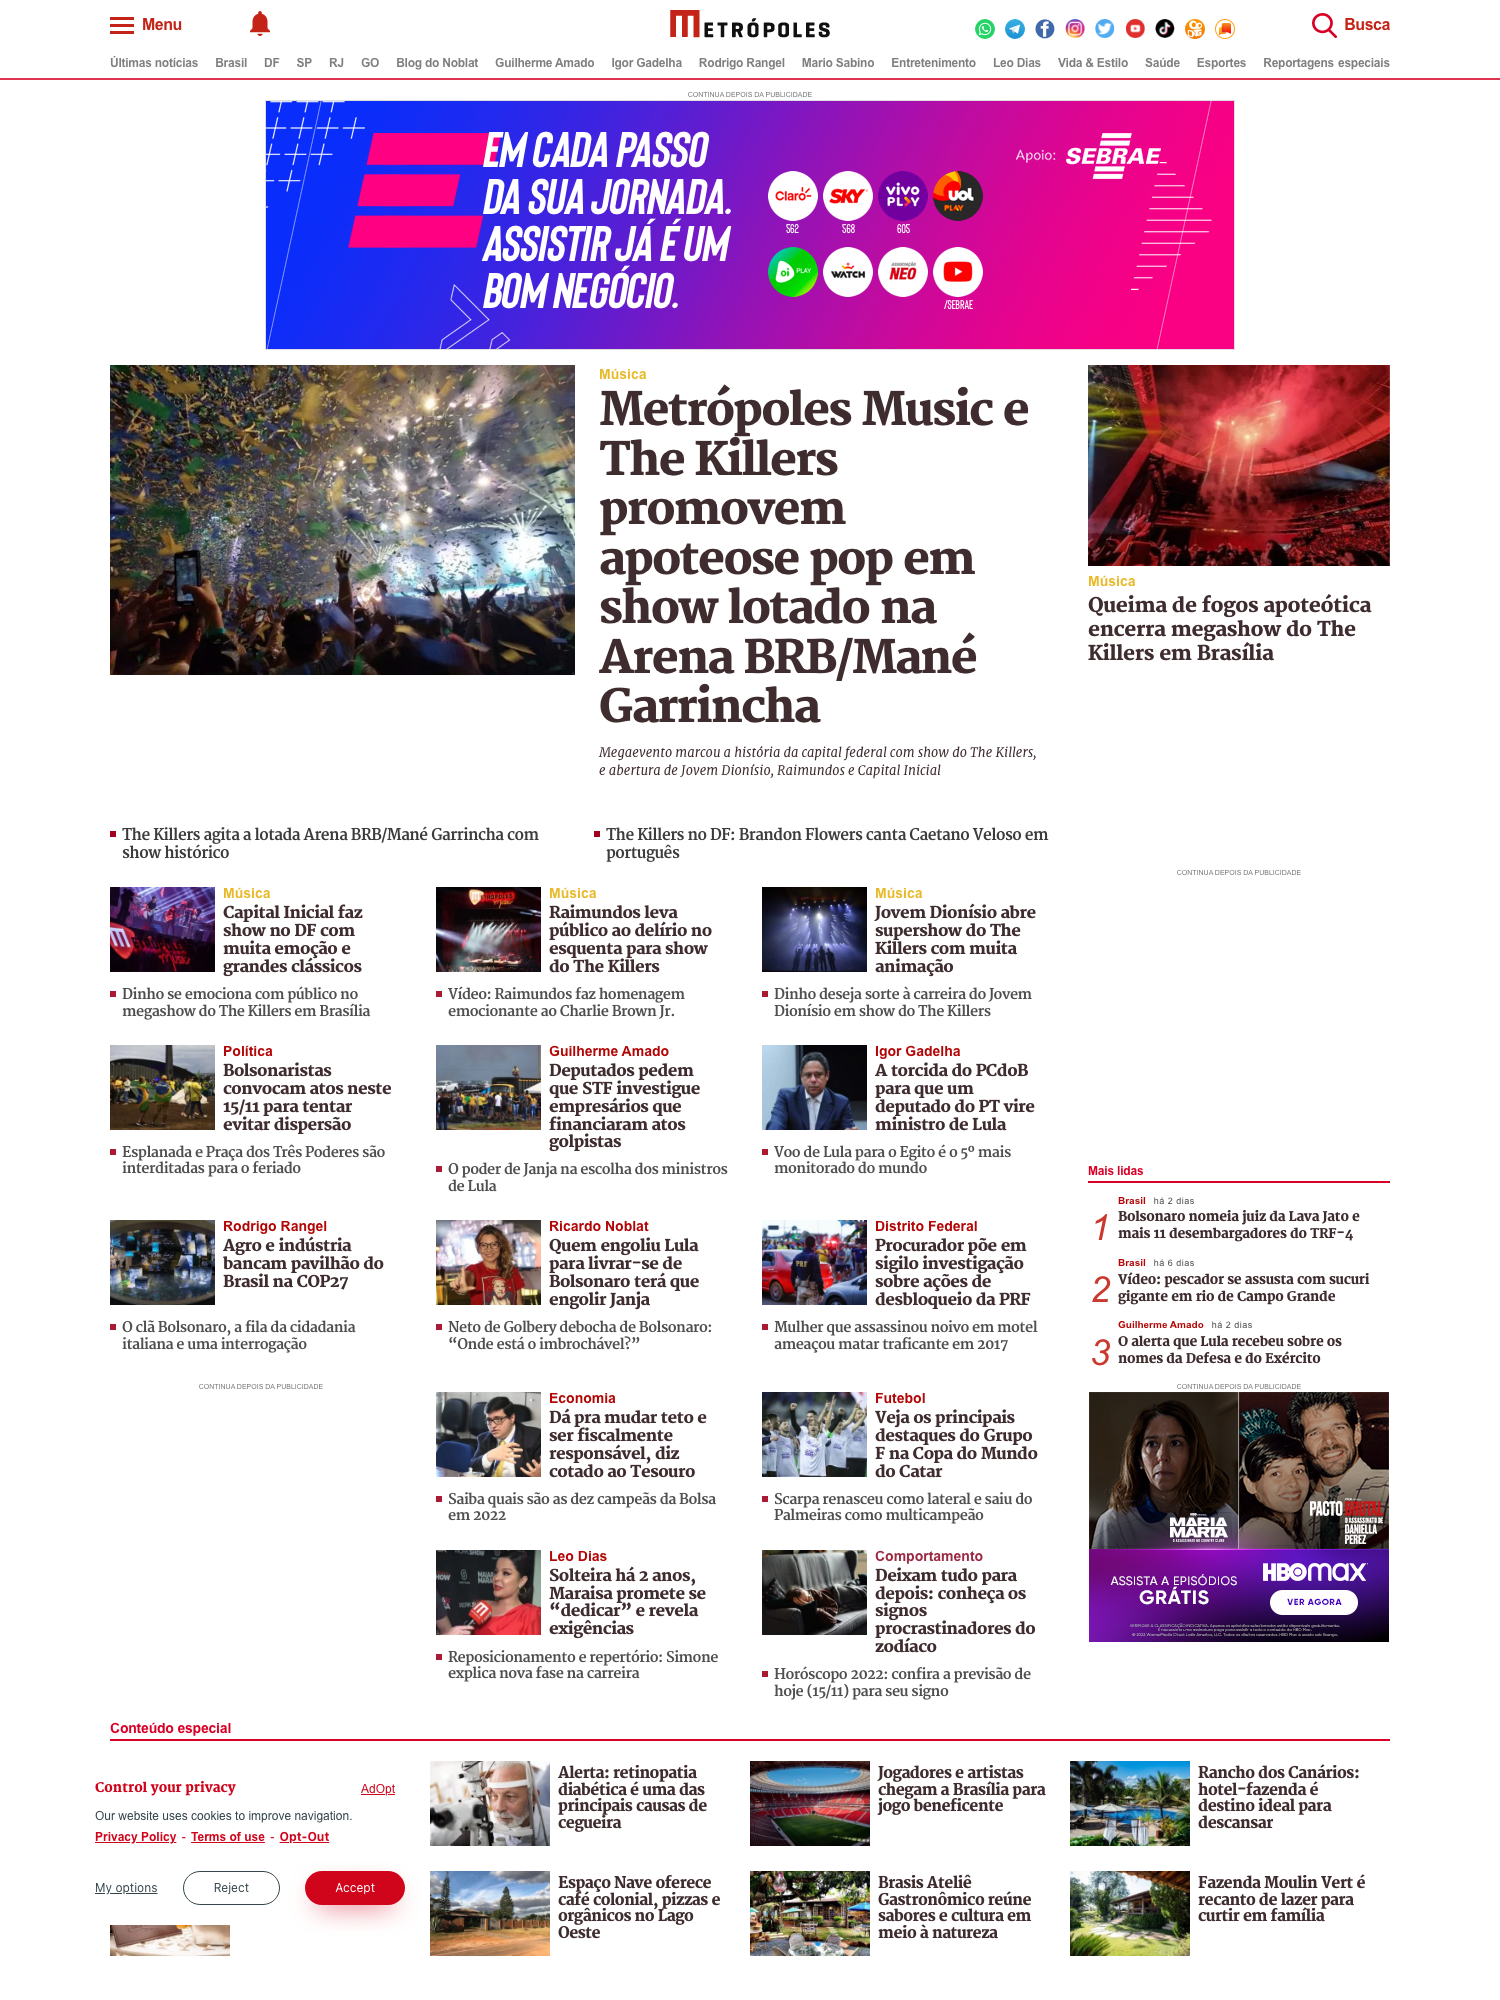 Menu
METRÓPOLES
Busca
Últimas notícias Brasil DF SP RJ GO Blog do Noblat Guilherme Amado Igor Gadelha Rodrigo Rangel Mario Sabino Entretenimento Leo Dias Vida & Estilo Saúde Esportes Reportagens especiais
CONTINUA DEPOIS DA PUBLICIDADE
EM CADA PASSO
DA SUA JORNADA.
ASSISTIR JÁ É UM
BOM NEGÓCIO.
Claro
SKY
VIVO PLAY
UOL PLAY
562
568
605
oi PLAY
WATCH
NEO
/SEBRAE
Apoio:
SEBRAE
Música
Metrópoles Music e
The Killers
promovem
apoteose pop em
show lotado na
Arena BRB/Mané
Garrincha
Megaevento marcou a história da capital federal com show do The Killers,
e abertura de Jovem Dionísio, Raimundos e Capital Inicial
Música
Queima de fogos apoteótica
encerra megashow do The
Killers em Brasília
The Killers agita a lotada Arena BRB/Mané Garrincha com
show histórico
The Killers no DF: Brandon Flowers canta Caetano Veloso em
português
CONTINUA DEPOIS DA PUBLICIDADE
Música
Capital Inicial faz
show no DF com
muita emoção e
grandes clássicos
Dinho se emociona com público no
megashow do The Killers em Brasília
Música
Raimundos leva
público ao delírio no
esquenta para show
do The Killers
Vídeo: Raimundos faz homenagem
emocionante ao Charlie Brown Jr.
Música
Jovem Dionísio abre
supershow do The
Killers com muita
animação
Dinho deseja sorte à carreira do Jovem
Dionísio em show do The Killers
Política
Bolsonaristas
convocam atos neste
15/11 para tentar
evitar dispersão
Esplanada e Praça dos Três Poderes são
interditadas para o feriado
Guilherme Amado
Deputados pedem
que STF investigue
empresários que
financiaram atos
golpistas
O poder de Janja na escolha dos ministros
de Lula
Igor Gadelha
A torcida do PCdoB
para que um
deputado do PT vire
ministro de Lula
Voo de Lula para o Egito é o 5º mais
monitorado do mundo
Rodrigo Rangel
Agro e indústria
bancam pavilhão do
Brasil na COP27
O clã Bolsonaro, a fila da cidadania
italiana e uma interrogação
Ricardo Noblat
Quem engoliu Lula
para livrar-se de
Bolsonaro terá que
engolir Janja
Neto de Golbery debocha de Bolsonaro:
“Onde está o imbrochável?”
Distrito Federal
Procurador põe em
sigilo investigação
sobre ações de
desbloqueio da PRF
Mulher que assassinou noivo em motel
ameaçou matar traficante em 2017
Mais lidas
1
Brasil há 2 dias
Bolsonaro nomeia juiz da Lava Jato e
mais 11 desembargadores do TRF-4
2
Brasil há 6 dias
Vídeo: pescador se assusta com sucuri
gigante em rio de Campo Grande
3
Guilherme Amado há 2 dias
O alerta que Lula recebeu sobre os
nomes da Defesa e do Exército
CONTINUA DEPOIS DA PUBLICIDADE
CONTINUA DEPOIS DA PUBLICIDADE
Economia
Dá pra mudar teto e
ser fiscalmente
responsável, diz
cotado ao Tesouro
Saiba quais são as dez campeãs da Bolsa
em 2022
Futebol
Veja os principais
destaques do Grupo
F na Copa do Mundo
do Catar
Scarpa renasceu como lateral e saiu do
Palmeiras como multicampeão
HAPPY
MARIA
MARTA
PACTO BRUTAL
O ASSASSINATO DE
DANIELLA
PEREZ
ASSISTA A EPISÓDIOS
GRÁTIS
HBOMAX
VER AGORA
Leo Dias
Solteira há 2 anos,
Maraisa promete se
“dedicar” e revela
exigências
Reposicionamento e repertório: Simone
explica nova fase na carreira
Comportamento
Deixam tudo para
depois: conheça os
signos
procrastinadores do
zodíaco
Horóscopo 2022: confira a previsão de
hoje (15/11) para seu signo
Conteúdo especial
Control your privacy
AdOpt
Our website uses cookies to improve navigation.
Privacy Policy - Terms of use - Opt-Out
My options
Reject
Accept
Alerta: retinopatia
diabética é uma das
principais causas de
cegueira
Jogadores e artistas
chegam a Brasília para
jogo beneficente
Rancho dos Canários:
hotel-fazenda é
destino ideal para
descansar
Espaço Nave oferece
café colonial, pizzas e
orgânicos no Lago
Oeste
Brasis Ateliê
Gastronômico reúne
sabores e cultura em
meio à natureza
Fazenda Moulin Vert é
recanto de lazer para
curtir em família